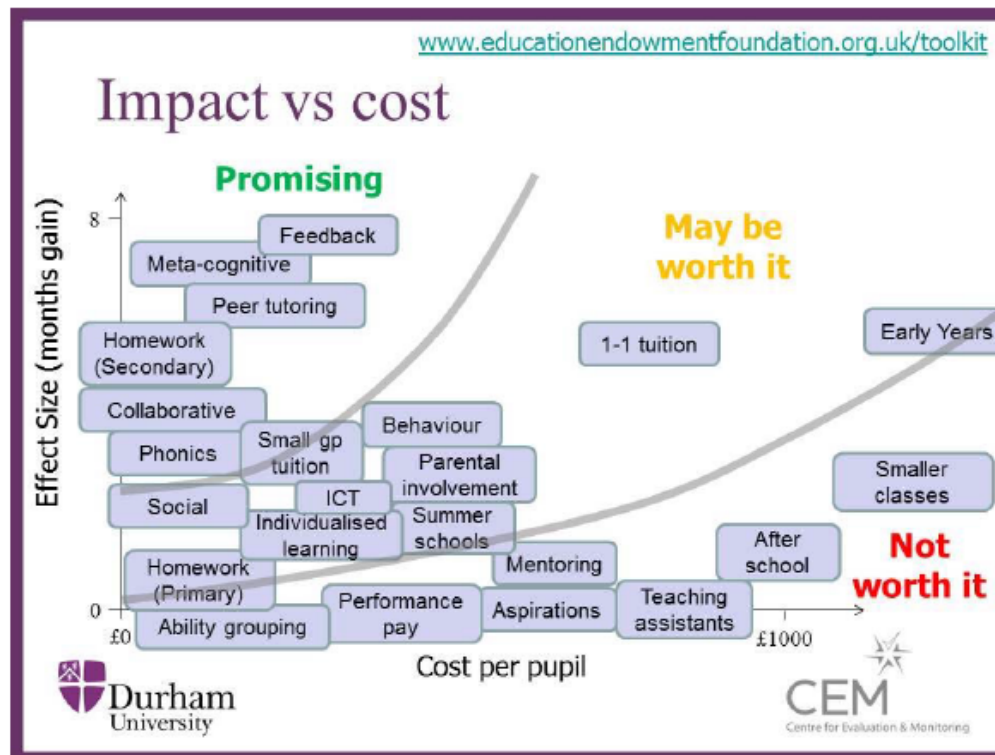 www.educationendowmentfoundation.org.uk/toolkit
Impact vs cost
Promising
May be
worth it
8
Feedback
Meta-cognitive
Peer tutoring
Homework
(Secondary)
1-1 tuition
Early Years
Collaborative
Behaviour
Phonics
Small gp
tuition
Parental
involvement
Smaller
classes
Social
ICT
Individualised
learning
Summer
schools
After
school
Not
worth it
Homework
(Primary)
Mentoring
0
Ability grouping
Performance
pay
Aspirations
Teaching
assistants
£0
£1000
Effect Size (months gain)
Cost per pupil
Durham
University
CEM
Centre for Evaluation & Monitoring